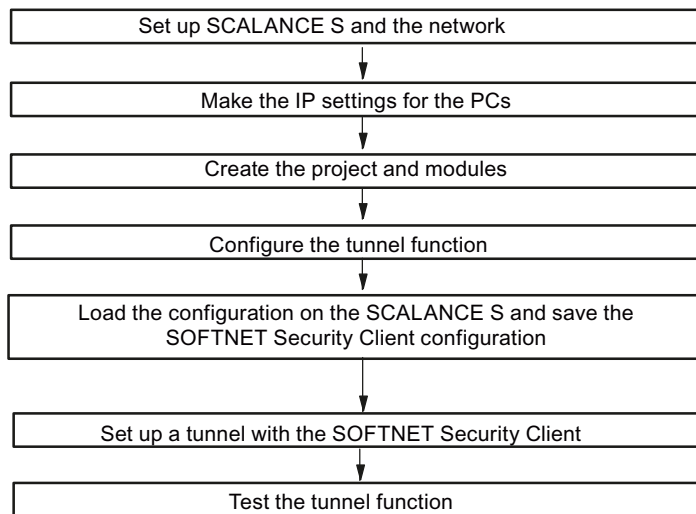 Set up SCALANCE S and the network
Make the IP settings for the PCs
Create the project and modules
Configure the tunnel function
Load the configuration on the SCALANCE S and save the
SOFTNET Security Client configuration
Set up a tunnel with the SOFTNET Security Client
Test the tunnel function